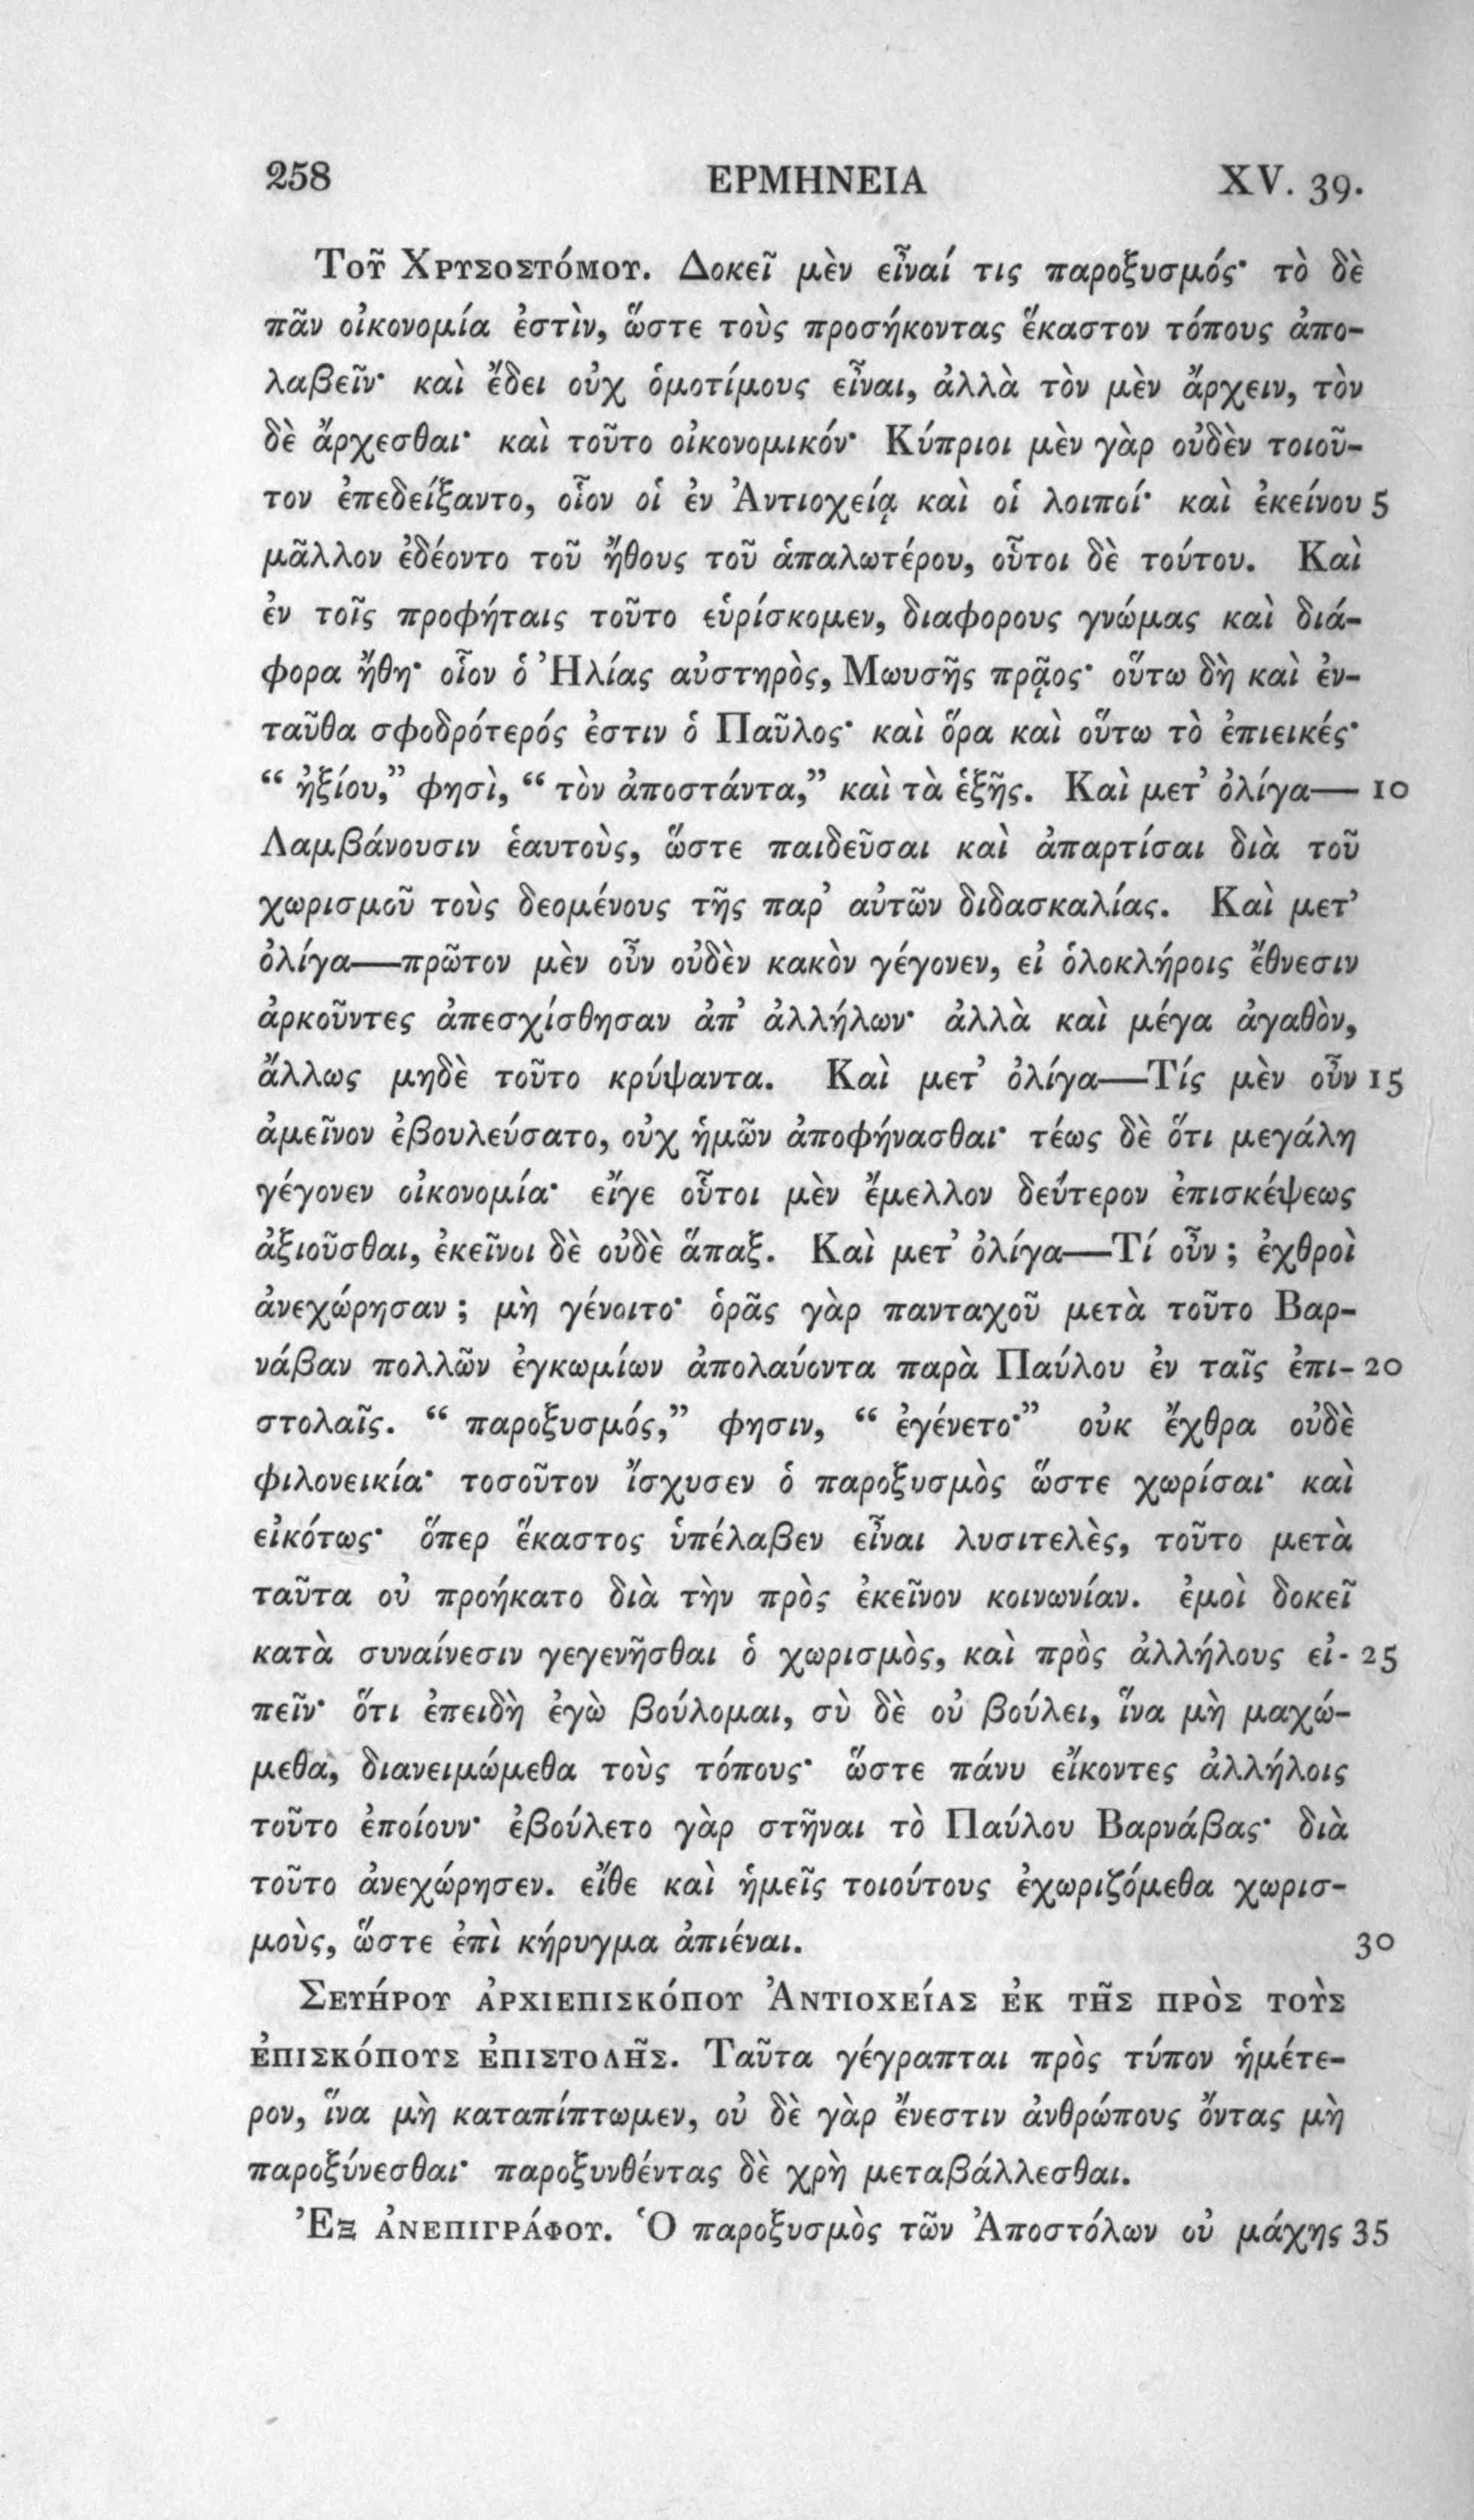 258 ΕΡΜΗΝΕΙΑ XV. 39.
Τοῦ Χρυσοστόμου. Δοκεῖ μὲν εἶναί τις παροξυσμός· τὸ δὲ
πᾶν οἰκονομία ἐστὶν, ὥστε τοὺς προσήκοντας ἕκαστον τόπους ἀπο-
λαβεῖν· καὶ ἔδει οὐχ ὁμοτίμους εἶναι, ἀλλὰ τὸν μὲν ἄρχειν, τὸν
δὲ ἄρχεσθαι· καὶ τοῦτο οἰκονομικόν· Κύπριοι μὲν γὰρ οὐδὲν τοιοῦ-
τον ἐπεδείξαντο, οἷον οἱ ἐν Ἀντιοχείᾳ καὶ οἱ λοιποί· καὶ ἐκείνου 5
μᾶλλον ἐδέοντο τοῦ ἤθους τοῦ ἁπαλωτέρου, οὗτοι δὲ τούτου. Καὶ
ἐν τοῖς προφήταις τοῦτο εὑρίσκομεν, διαφορους γνώμας καὶ διά-
φορα ἤθη· οἷον ὁ Ἠλίας αὐστηρὸς, Μωυσῆς πρᾷος· οὕτω δὴ καὶ ἐν-
ταῦθα σφοδρότερός ἐστιν ὁ Παῦλος· καὶ ὅρα καὶ οὕτω τὸ ἐπιεικές·
“ ἠξίου,” φησὶ, “ τὸν ἀποστάντα,” καὶ τὰ ἑξῆς. Καὶ μετ’ ὀλίγα— 10
Λαμβάνουσιν ἑαυτοὺς, ὥστε παιδεῦσαι καὶ ἀπαρτίσαι διὰ τοῦ
χωρισμοῦ τοὺς δεομένους τῆς παρ’ αὐτῶν διδασκαλίας. Καὶ μετ’
ὀλίγα—πρῶτον μὲν οὖν οὐδὲν κακὸν γέγονεν, εἰ ὁλοκλήροις ἔθνεσιν
ἀρκοῦντες ἀπεσχίσθησαν ἀπ’ ἀλλήλων· ἀλλὰ καὶ μέγα ἀγαθὸν,
ἄλλως μηδὲ τοῦτο κρύψαντα. Καὶ μετ’ ὀλίγα—Τίς μὲν οὖν 15
ἀμεῖνον ἐβουλεύσατο, οὐχ ἡμῶν ἀποφήνασθαι· τέως δὲ ὅτι μεγάλη
γέγονεν οἰκονομία· εἴγε οὗτοι μὲν ἔμελλον δεύτερον ἐπισκέψεως
ἀξιοῦσθαι, ἐκεῖνοι δὲ οὐδὲ ἅπαξ. Καὶ μετ’ ὀλίγα—Τί οὖν ; ἐχθροὶ
ἀνεχώρησαν ; μὴ γένοιτο· ὁρᾶς γὰρ πανταχοῦ μετὰ τοῦτο Βαρ-
νάβαν πολλῶν ἐγκωμίων ἀπολαύοντα παρὰ Παύλου ἐν ταῖς ἐπι- 20
στολαῖς. “ παροξυσμός,” φησιν, “ ἐγένετο·” οὐκ ἔχθρα οὐδὲ
φιλονεικία· τοσοῦτον ἴσχυσεν ὁ παροξυσμὸς ὥστε χωρίσαι· καὶ
εἰκότως· ὅπερ ἕκαστος ὑπέλαβεν εἶναι λυσιτελὲς, τοῦτο μετὰ
ταῦτα οὐ προήκατο διὰ τὴν πρὸς ἐκεῖνον κοινωνίαν. ἐμοὶ δοκεῖ
κατὰ συναίνεσιν γεγενῆσθαι ὁ χωρισμὸς, καὶ πρὸς ἀλλήλους εἰ- 25
πεῖν· ὅτι ἐπειδὴ ἐγὼ βούλομαι, σὺ δὲ οὐ βούλει, ἵνα μὴ μαχώ-
μεθα, διανειμώμεθα τοὺς τόπους· ὥστε πάνυ εἴκοντες ἀλλήλοις
τοῦτο ἐποίουν· ἐβούλετο γὰρ στῆναι τὸ Παύλου Βαρνάβας· διὰ
τοῦτο ἀνεχώρησεν. εἴθε καὶ ἡμεῖς τοιούτους ἐχωριζόμεθα χωρισ-
μοὺς, ὥστε ἐπὶ κήρυγμα ἀπιέναι. 30
Σευήρου ἀρχιεπισκόπου Ἀντιοχείας ἐκ τῆς πρὸς τοὺς
ἐπισκόπους ἐπιστολῆς. Ταῦτα γέγραπται πρὸς τύπον ἡμέτε-
ρον, ἵνα μὴ καταπίπτωμεν, οὐ δὲ γὰρ ἔνεστιν ἀνθρώπους ὄντας μὴ
παροξύνεσθαι· παροξυνθέντας δὲ χρὴ μεταβάλλεσθαι.
Ἐξ ἀνεπιγράφου. Ὁ παροξυσμὸς τῶν Ἀποστόλων οὐ μάχης 35